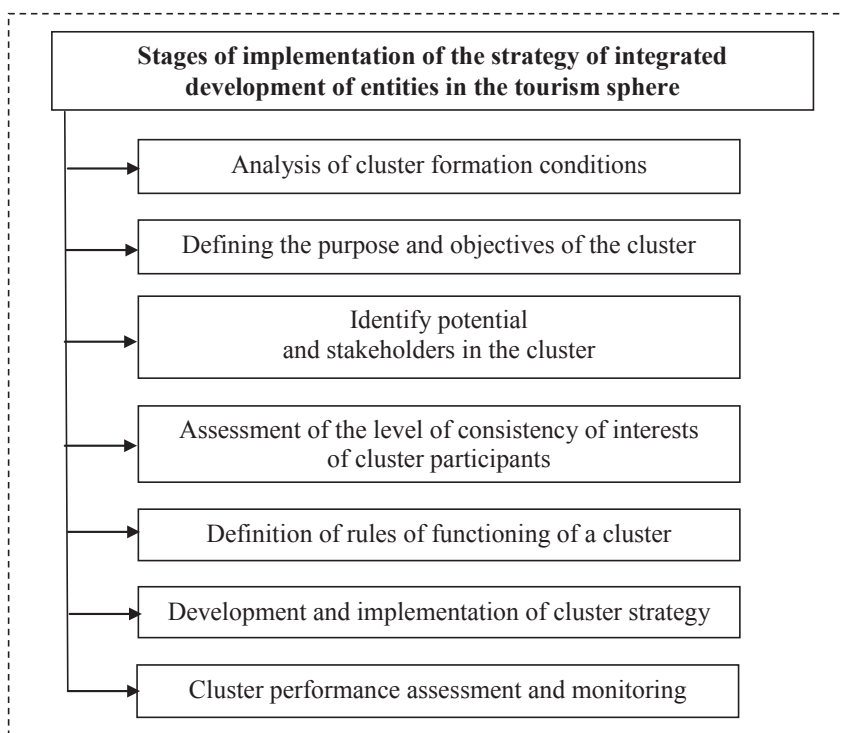 Stages of implementation of the strategy of integrated
development of entities in the tourism sphere
Analysis of cluster formation conditions
Defining the purpose and objectives of the cluster
Identify potential
and stakeholders in the cluster
Assessment of the level of consistency of interests
of cluster participants
Definition of rules of functioning of a cluster
Development and implementation of cluster strategy
Cluster performance assessment and monitoring